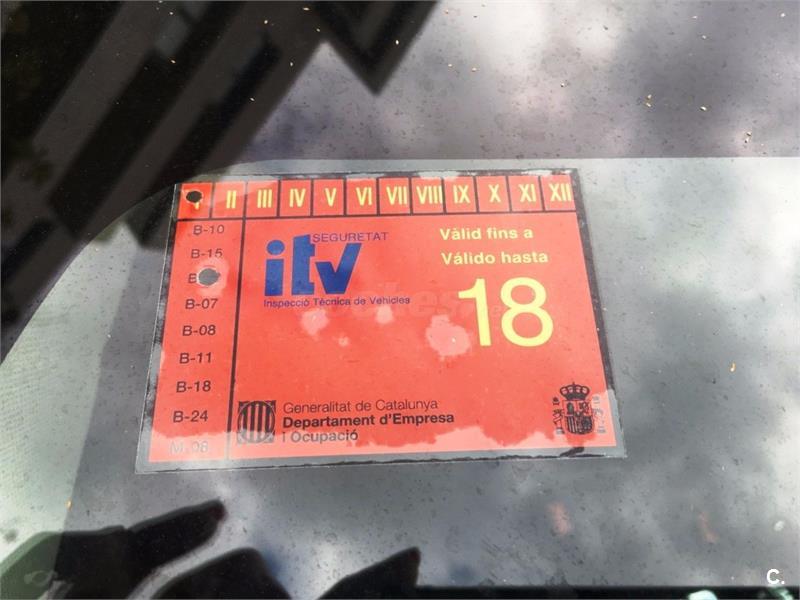 II III IV V VI VII VIII IX X XI XII
B-10
B-15
B-07
B-08
B-11
B-18
B-24
M-08
SEGURETAT
itv
Inspecció Tècnica de Vehicles
Vàlid fins a
Válido hasta
18
Generalitat de Catalunya
Departament d'Empresa
i Ocupació
C.